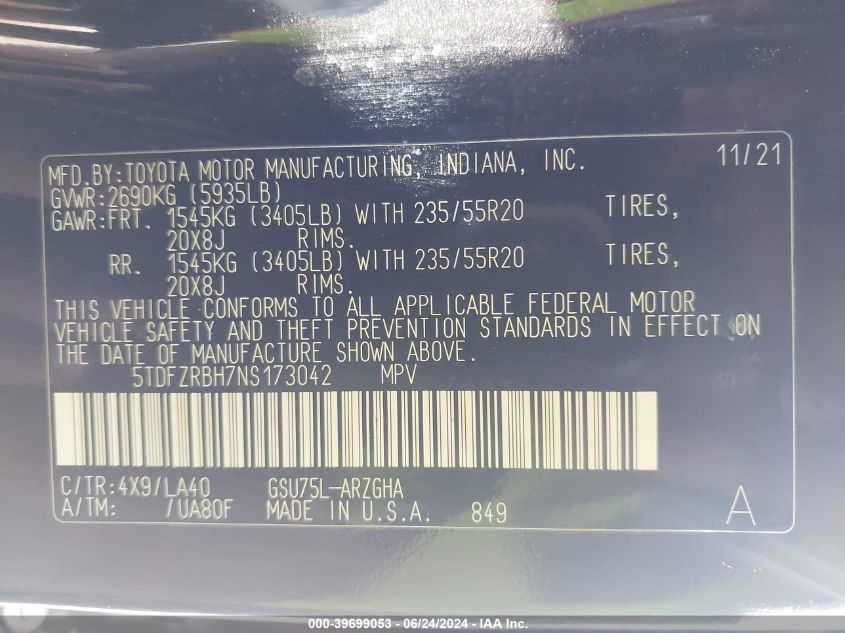 MFD.BY:TOYOTA MOTOR MANUFACTURING, INDIANA, INC. 11/21
GVWR:2690KG (5935LB)
GAWR:FRT. 1545KG (3405LB) WITH 235/55R20 TIRES,
20X8J RIMS.
RR. 1545KG (3405LB) WITH 235/55R20 TIRES,
20X8J RIMS.
THIS VEHICLE CONFORMS TO ALL APPLICABLE FEDERAL MOTOR
VEHICLE SAFETY AND THEFT PREVENTION STANDARDS IN EFFECT ON
THE DATE OF MANUFACTURE SHOWN ABOVE.
5TDFZRBH7NS173042 MPV
C/TR:4X9/LA40 GSU75L-ARZGHA
A/TM: /UA80F MADE IN U.S.A. 849 A
000-39699053 - 06/24/2024 - IAA Inc.